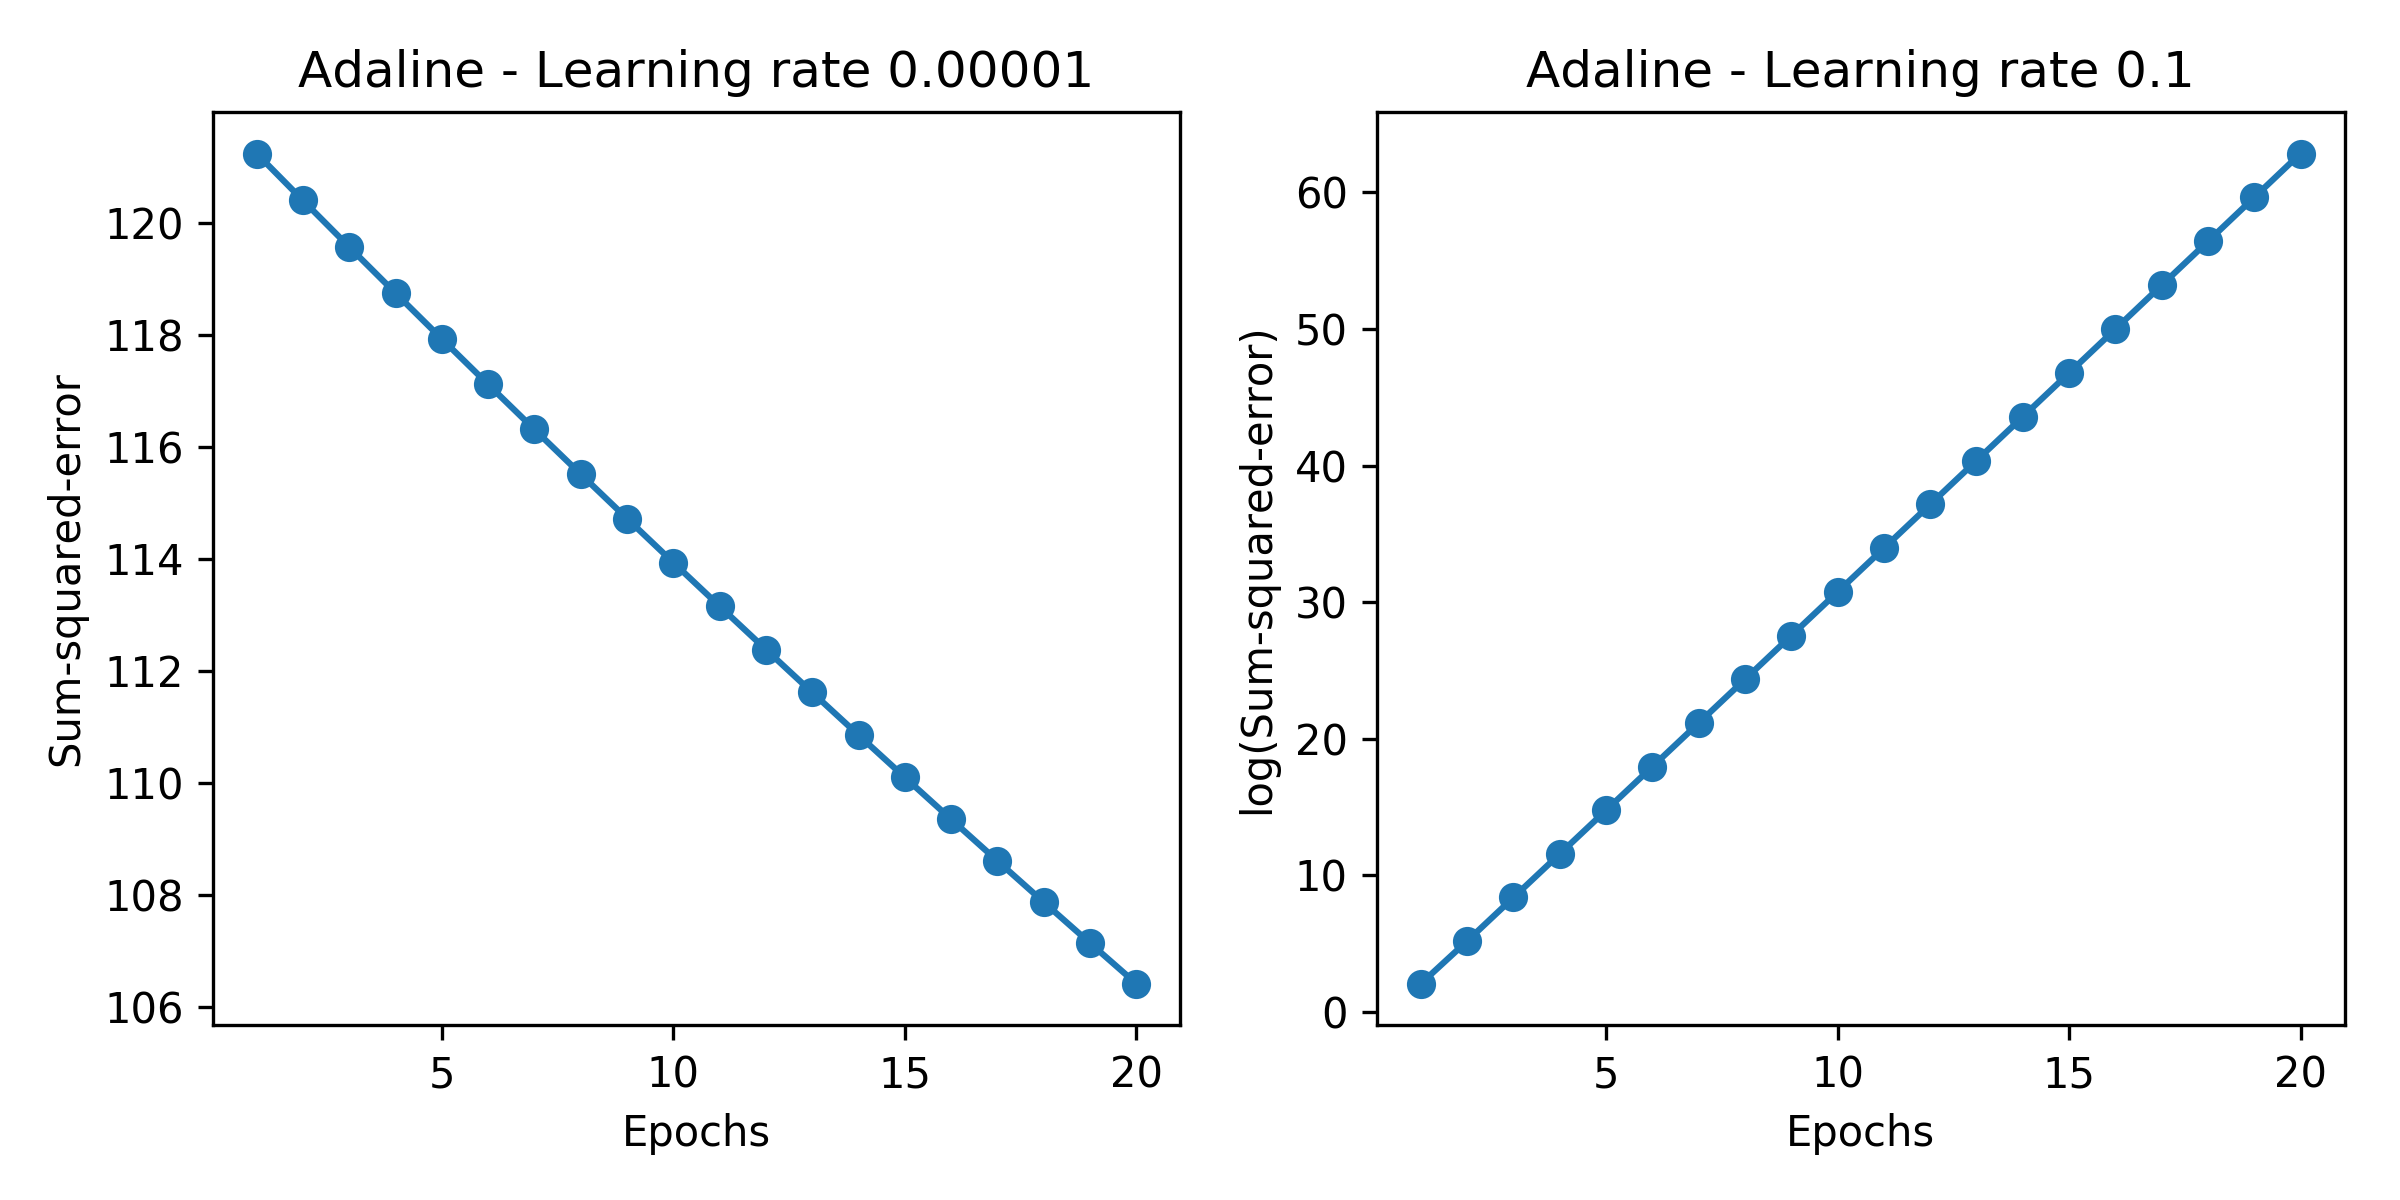 Adaline - Learning rate 0.00001
Sum-squared-error
120
118
116
114
112
110
108
106
5 10 15 20
Epochs
Adaline - Learning rate 0.1
log(Sum-squared-error)
60
50
40
30
20
10
0
5 10 15 20
Epochs